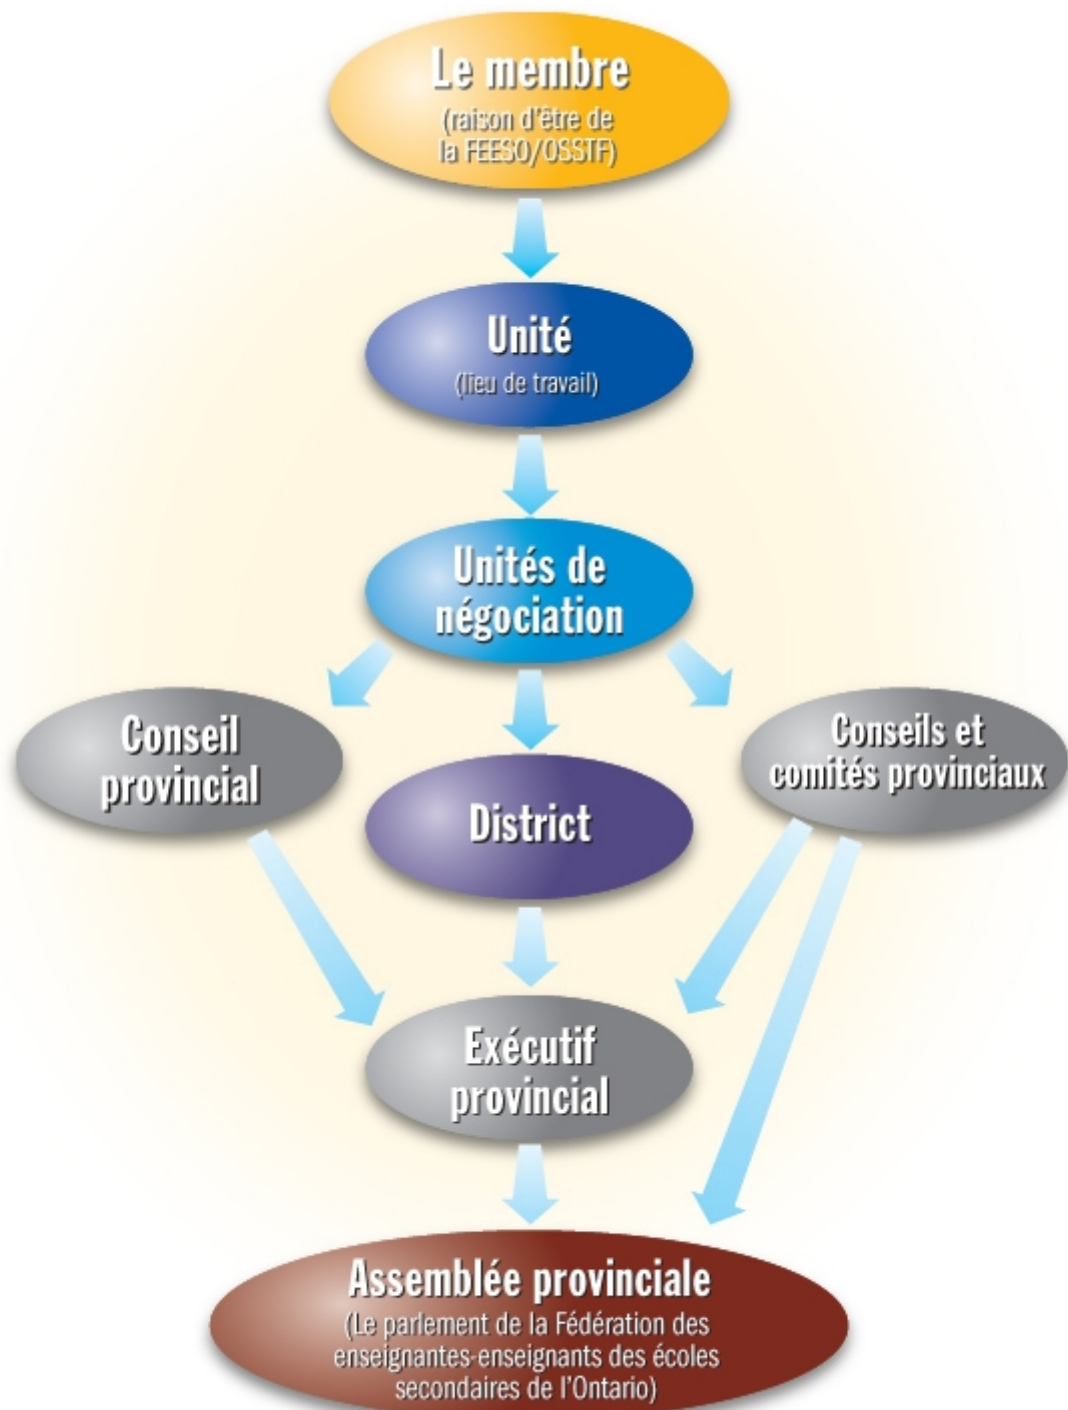 Le membre
(raison d'être de
la FEESO/OSSTF)
Unité
(lieu de travail)
Unités de
négociation
Conseil
provincial
Conseils et
comités provinciaux
District
Exécutif
provincial
Assemblée provinciale
(Le parlement de la Fédération des
enseignantes-enseignants des écoles
secondaires de l'Ontario)